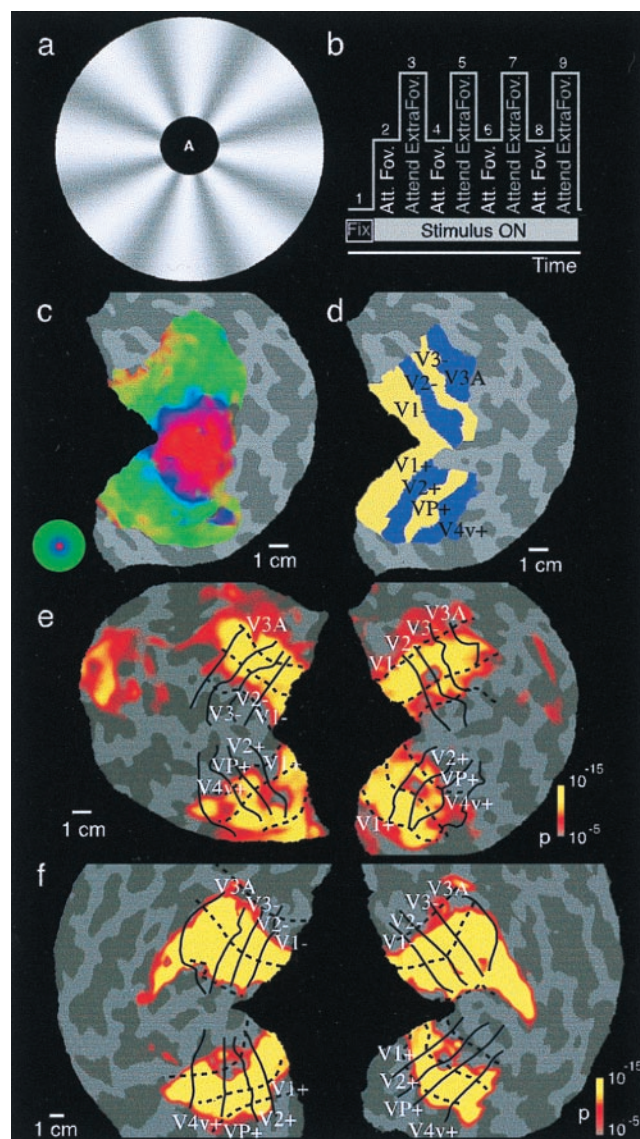 a
A
b
1
2
3
4
5
6
7
8
9
Att. Fov.
Attend ExtraFov.
Att. Fov.
Attend ExtraFov.
Att. Fov.
Attend ExtraFov.
Att. Fov.
Attend ExtraFov.
Fix
Stimulus ON
Time
c
1 cm
d
V3-
V3A
V2-
V1-
V1+
V2+
VP+
V4v+
1 cm
e
V3A
V2-
V3-
V1-
V2+
V1+
VP+
V4v+
1 cm
V3A
V3-
V2-
V1-
V2+
VP+
V4v+
V1+
10-15
p
10-5
f
V3A
V3-
V2-
V1-
V1+
V4v+
V2+
VP+
1 cm
V3A
V3-
V2-
V1-
V1+
V2+
VP+
V4v+
10-15
p
10-5